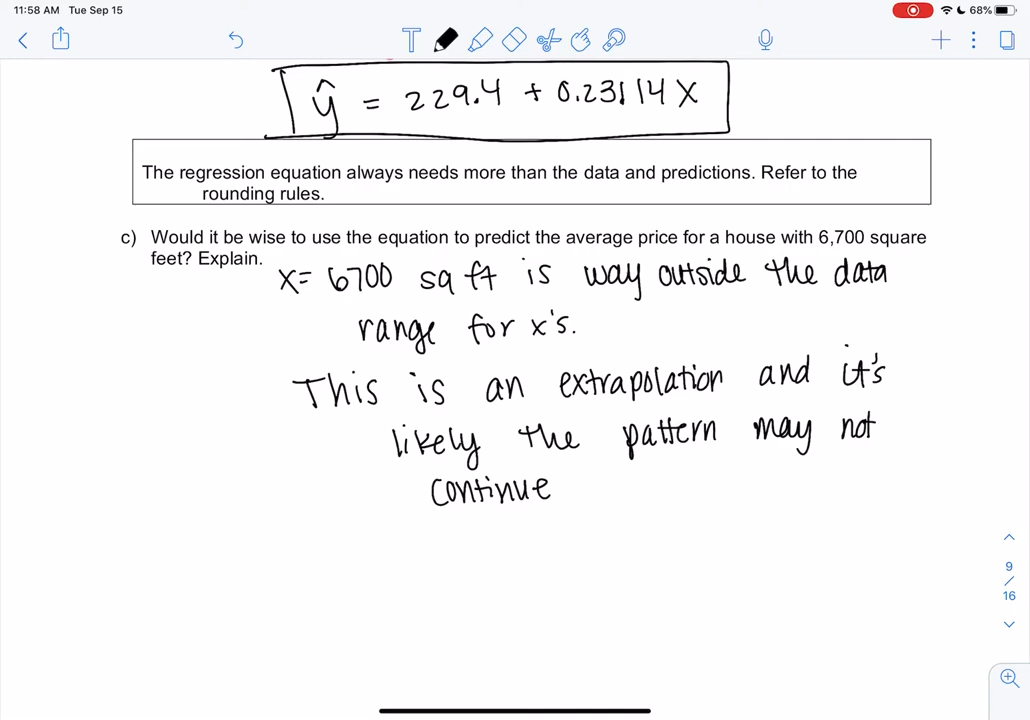 11:58 AM Tue Sep 15
68%
T
ŷ = 229.4 + 0.23114 X
The regression equation always needs more than the data and predictions. Refer to the
rounding rules.
c) Would it be wise to use the equation to predict the average price for a house with 6,700 square
feet? Explain.
x= 6700 sq ft is way outside the data
range for x's.
This is an extrapolation and it's
likely the pattern may not
continue
9
/
16